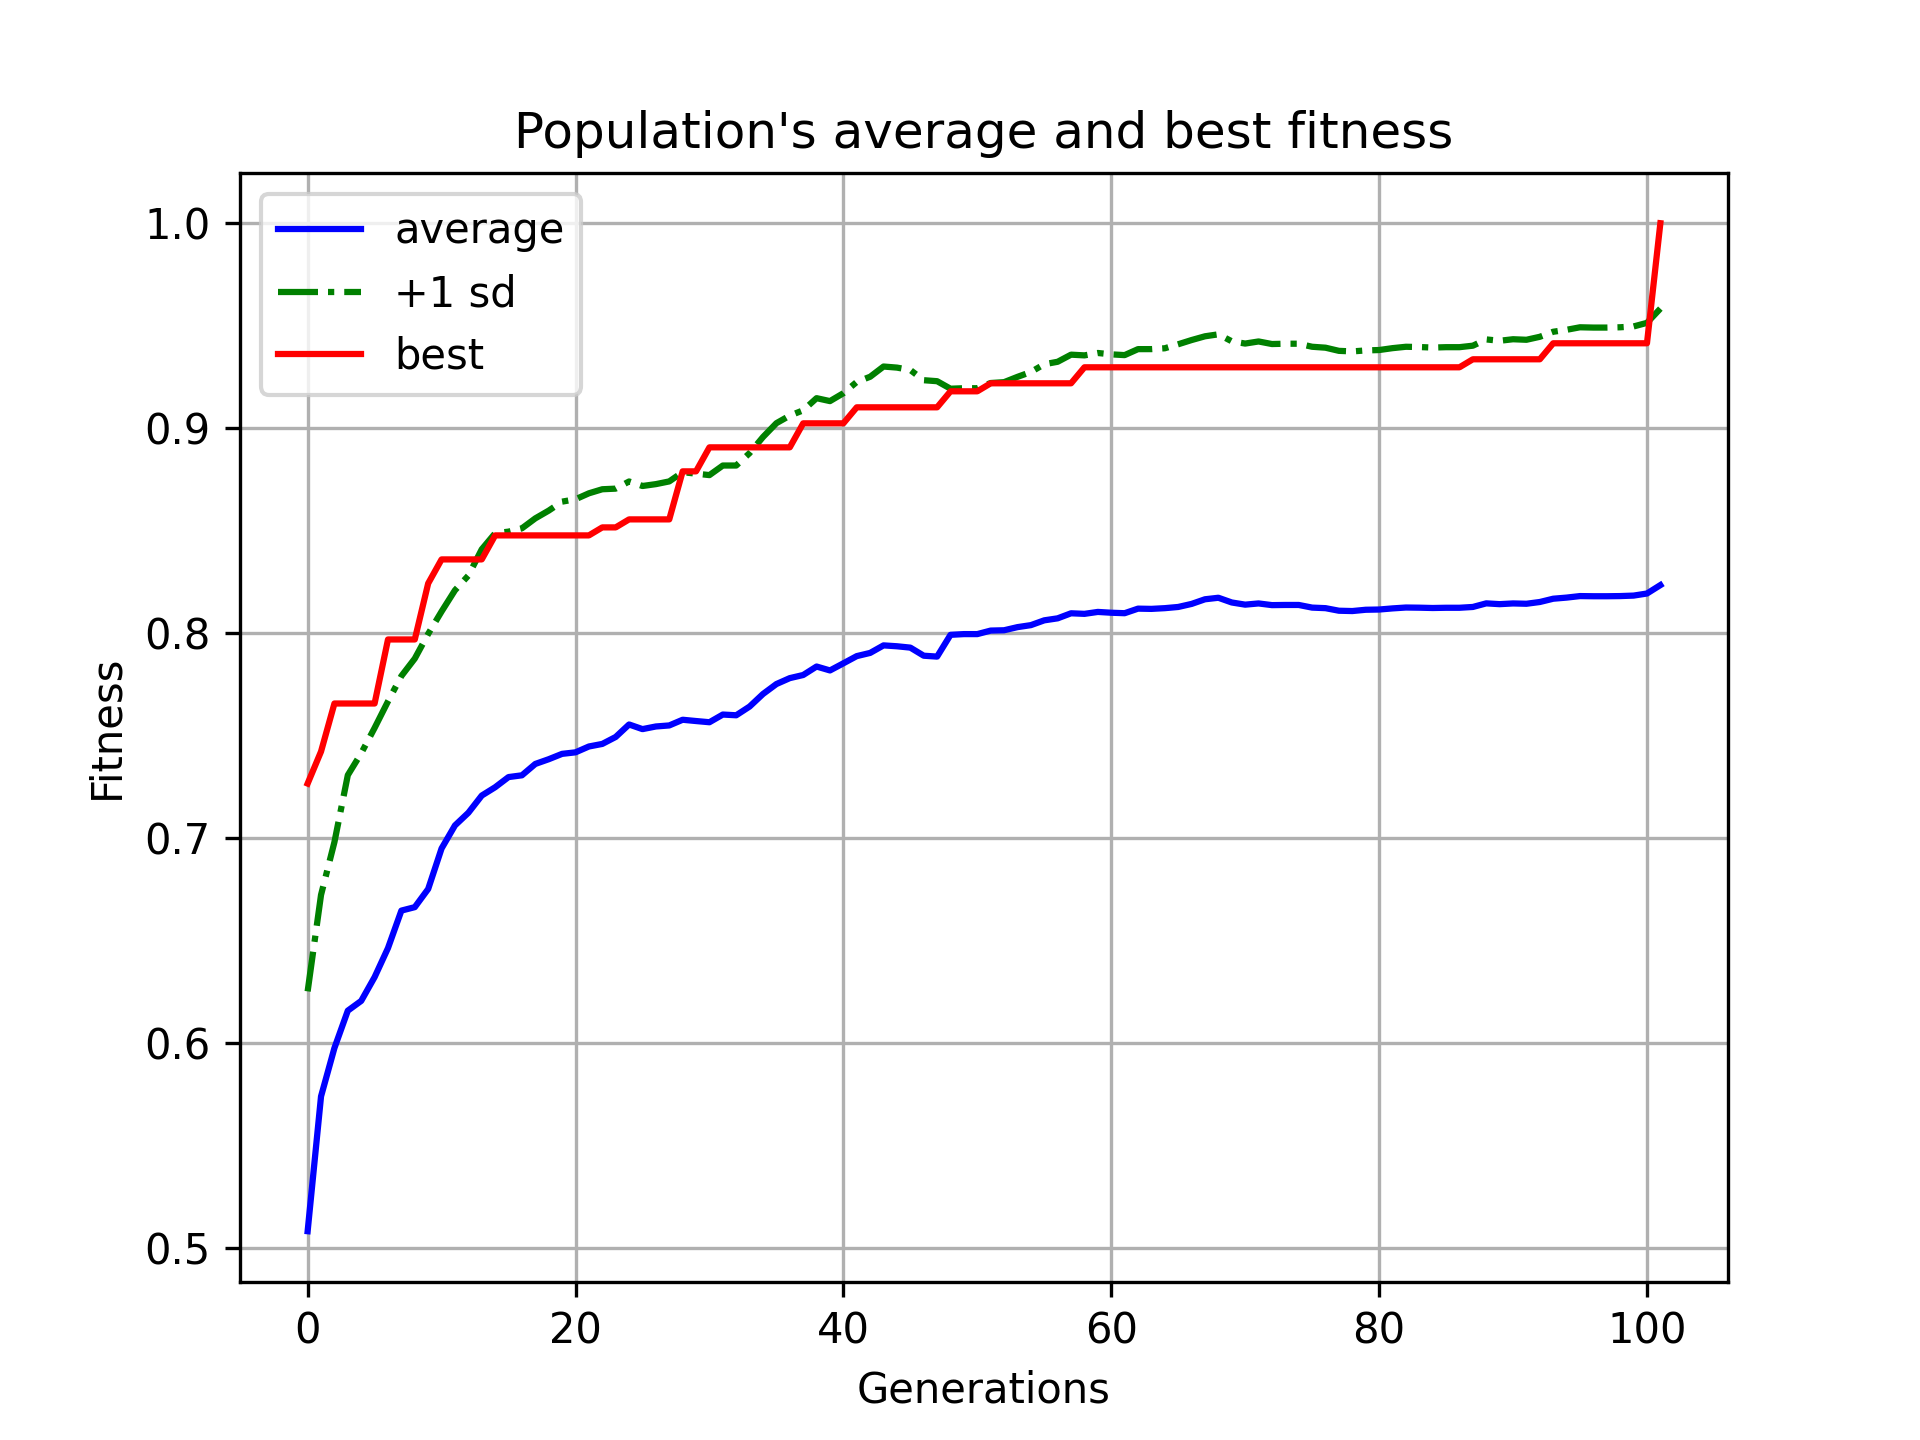 Population's average and best fitness
average
+1 sd
best
1.0
0.9
0.8
0.7
0.6
0.5
Fitness
0 20 40 60 80 100
Generations